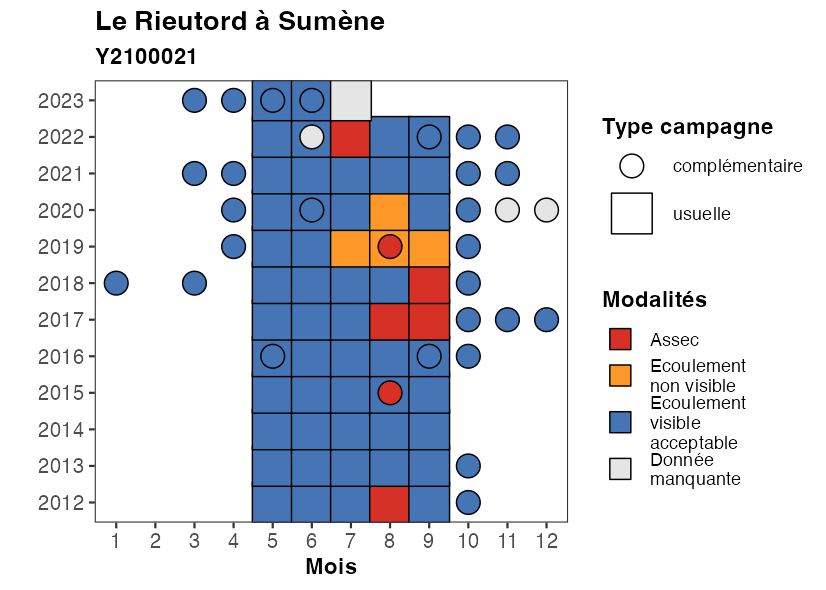 Le Rieutord à Sumène
Y2100021
2023
2022
2021
2020
2019
2018
2017
2016
2015
2014
2013
2012
1 2 3 4 5 6 7 8 9 10 11 12
Mois
Type campagne
complémentaire
usuelle
Modalités
Assec
Ecoulement
non visible
Ecoulement
visible
acceptable
Donnée
manquante